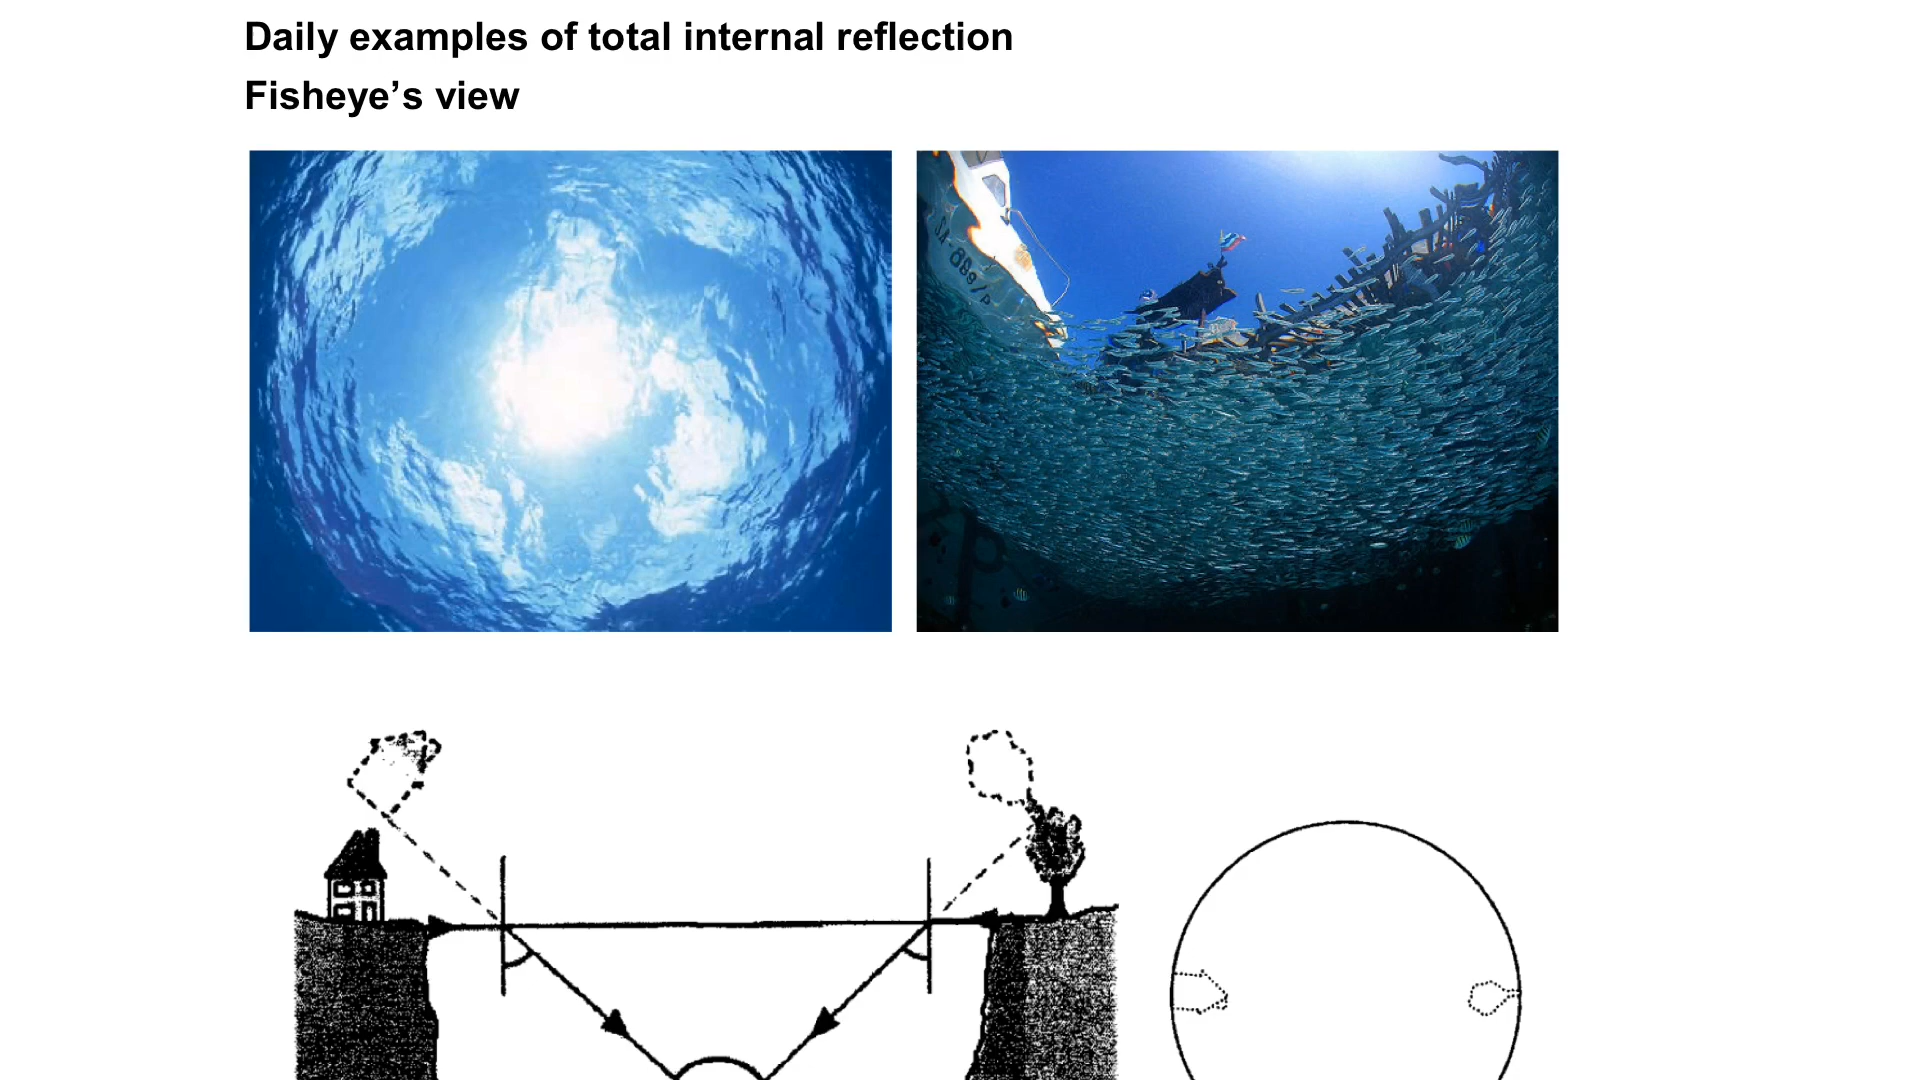 Daily examples of total internal reflection
Fisheye’s view